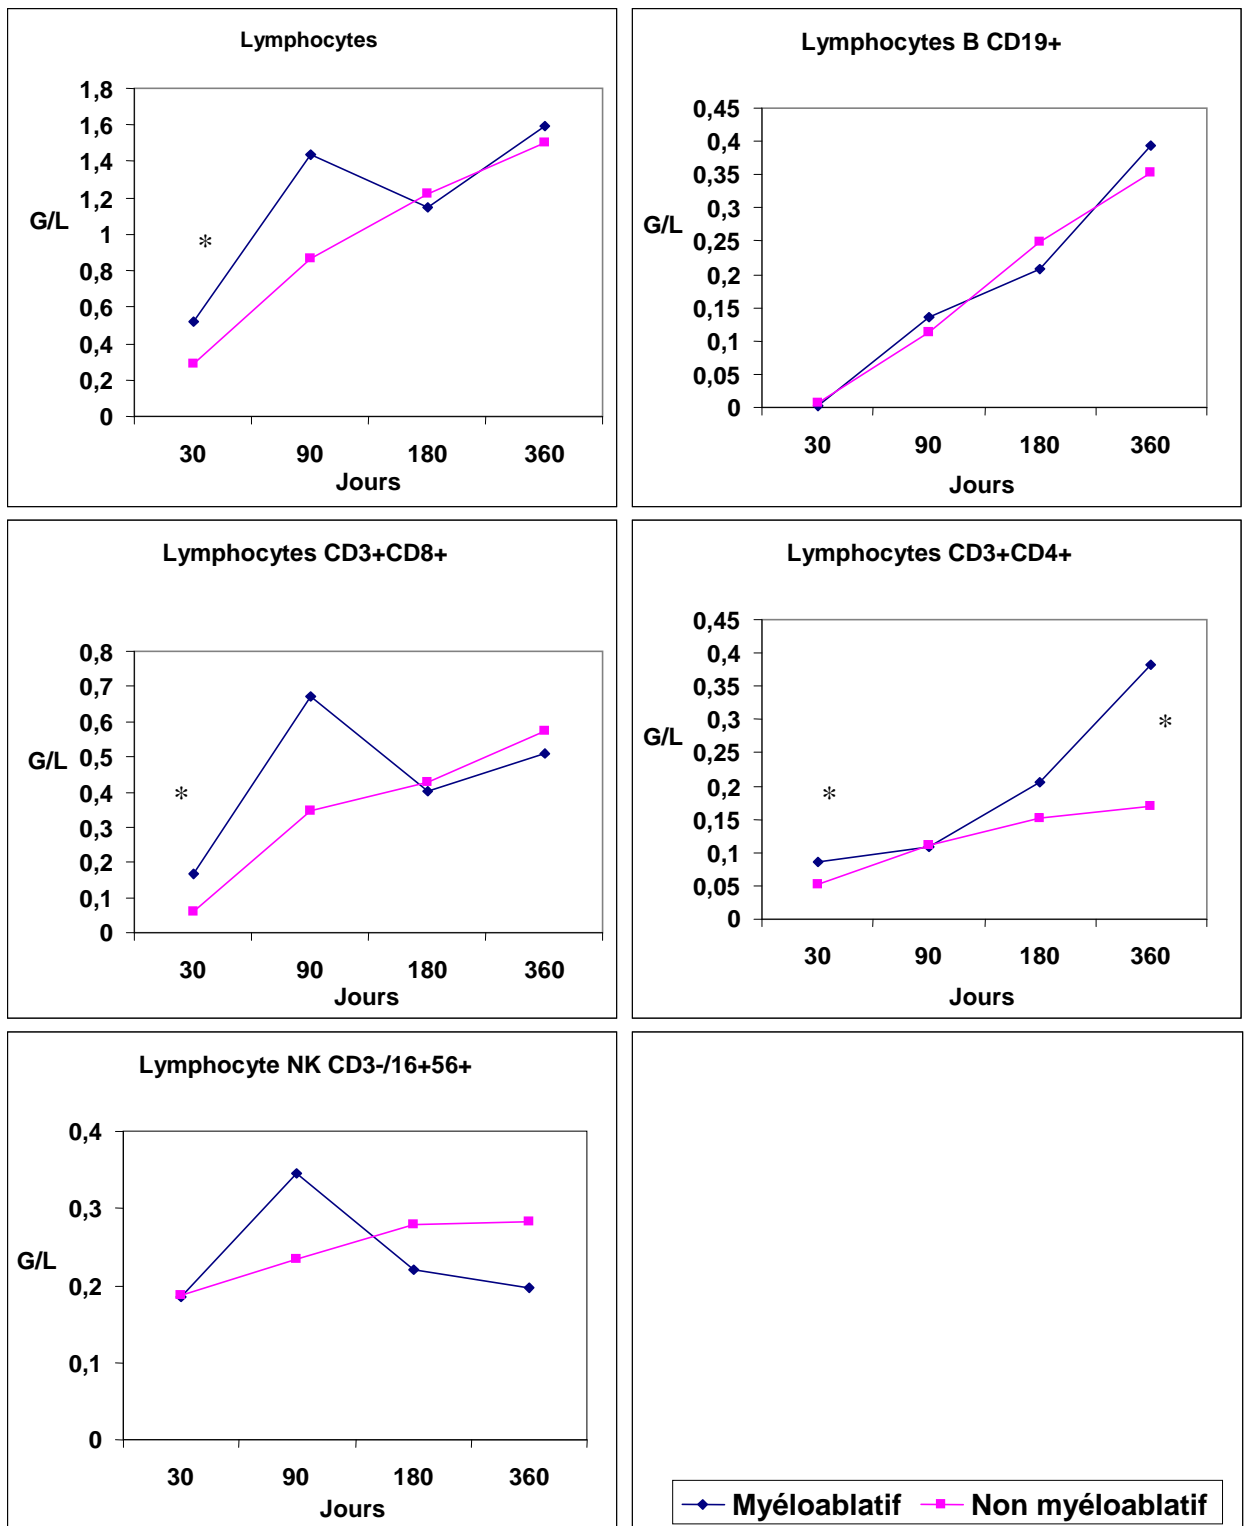 Lymphocytes
1,8
1,6
1,4
1,2
1
0,8
0,6
0,4
0,2
0
G/L
*
30 90 180 360
Jours
Lymphocytes B CD19+
0,45
0,4
0,35
0,3
0,25
0,2
0,15
0,1
0,05
0
G/L
30 90 180 360
Jours
Lymphocytes CD3+CD8+
0,8
0,7
0,6
0,5
0,4
0,3
0,2
0,1
0
G/L
*
30 90 180 360
Jours
Lymphocytes CD3+CD4+
0,45
0,4
0,35
0,3
0,25
0,2
0,15
0,1
0,05
0
G/L
*
*
30 90 180 360
Jours
Lymphocyte NK CD3-/16+56+
0,4
0,3
0,2
0,1
0
G/L
30 90 180 360
Jours
Myéloablatif Non myéloablatif